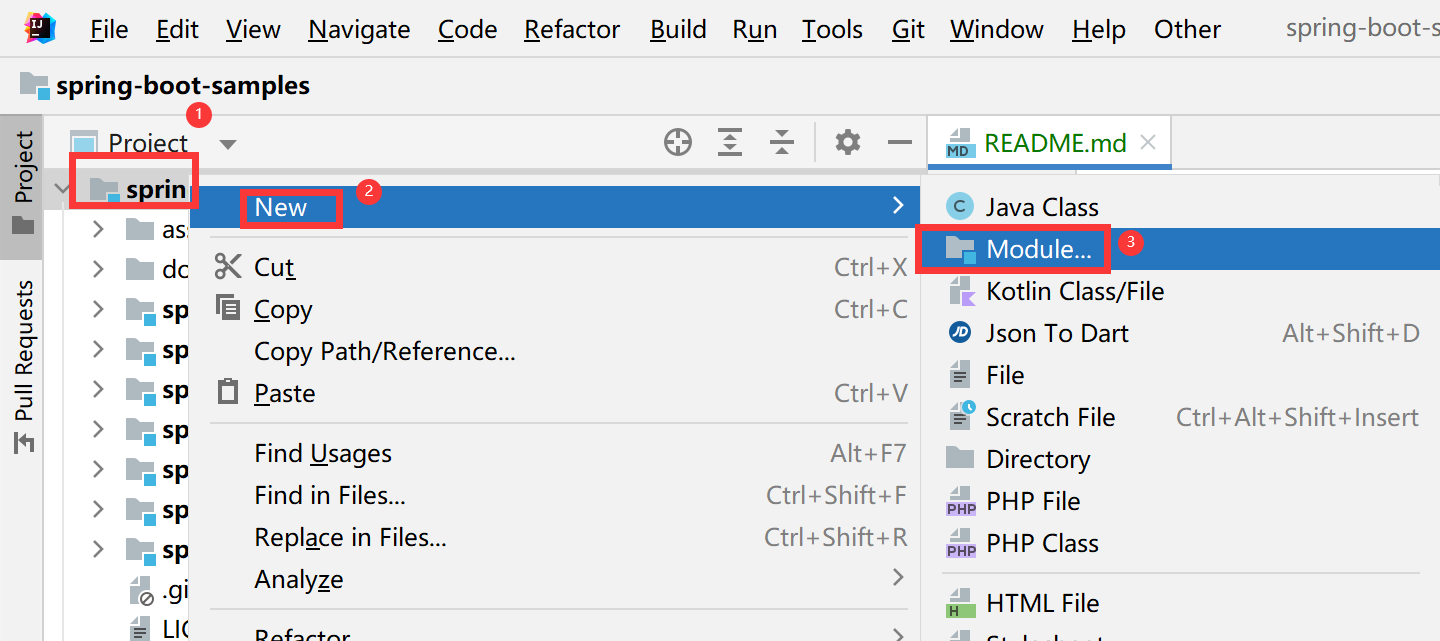 File Edit View Navigate Code Refactor Build Run Tools Git Window Help Other spring-boot-s
spring-boot-samples
1
Project
README.md
Project
Pull Requests
sprin
as
do
sp
sp
sp
sp
sp
sp
sp
.gi
LIC
New
2
Cut Ctrl+X
Copy Ctrl+C
Copy Path/Reference...
Paste Ctrl+V
Find Usages Alt+F7
Find in Files... Ctrl+Shift+F
Replace in Files... Ctrl+Shift+R
Analyze
Refactor
Java Class
Module...
3
Kotlin Class/File
Json To Dart Alt+Shift+D
File
Scratch File Ctrl+Alt+Shift+Insert
Directory
PHP File
PHP Class
HTML File
Stylesheet